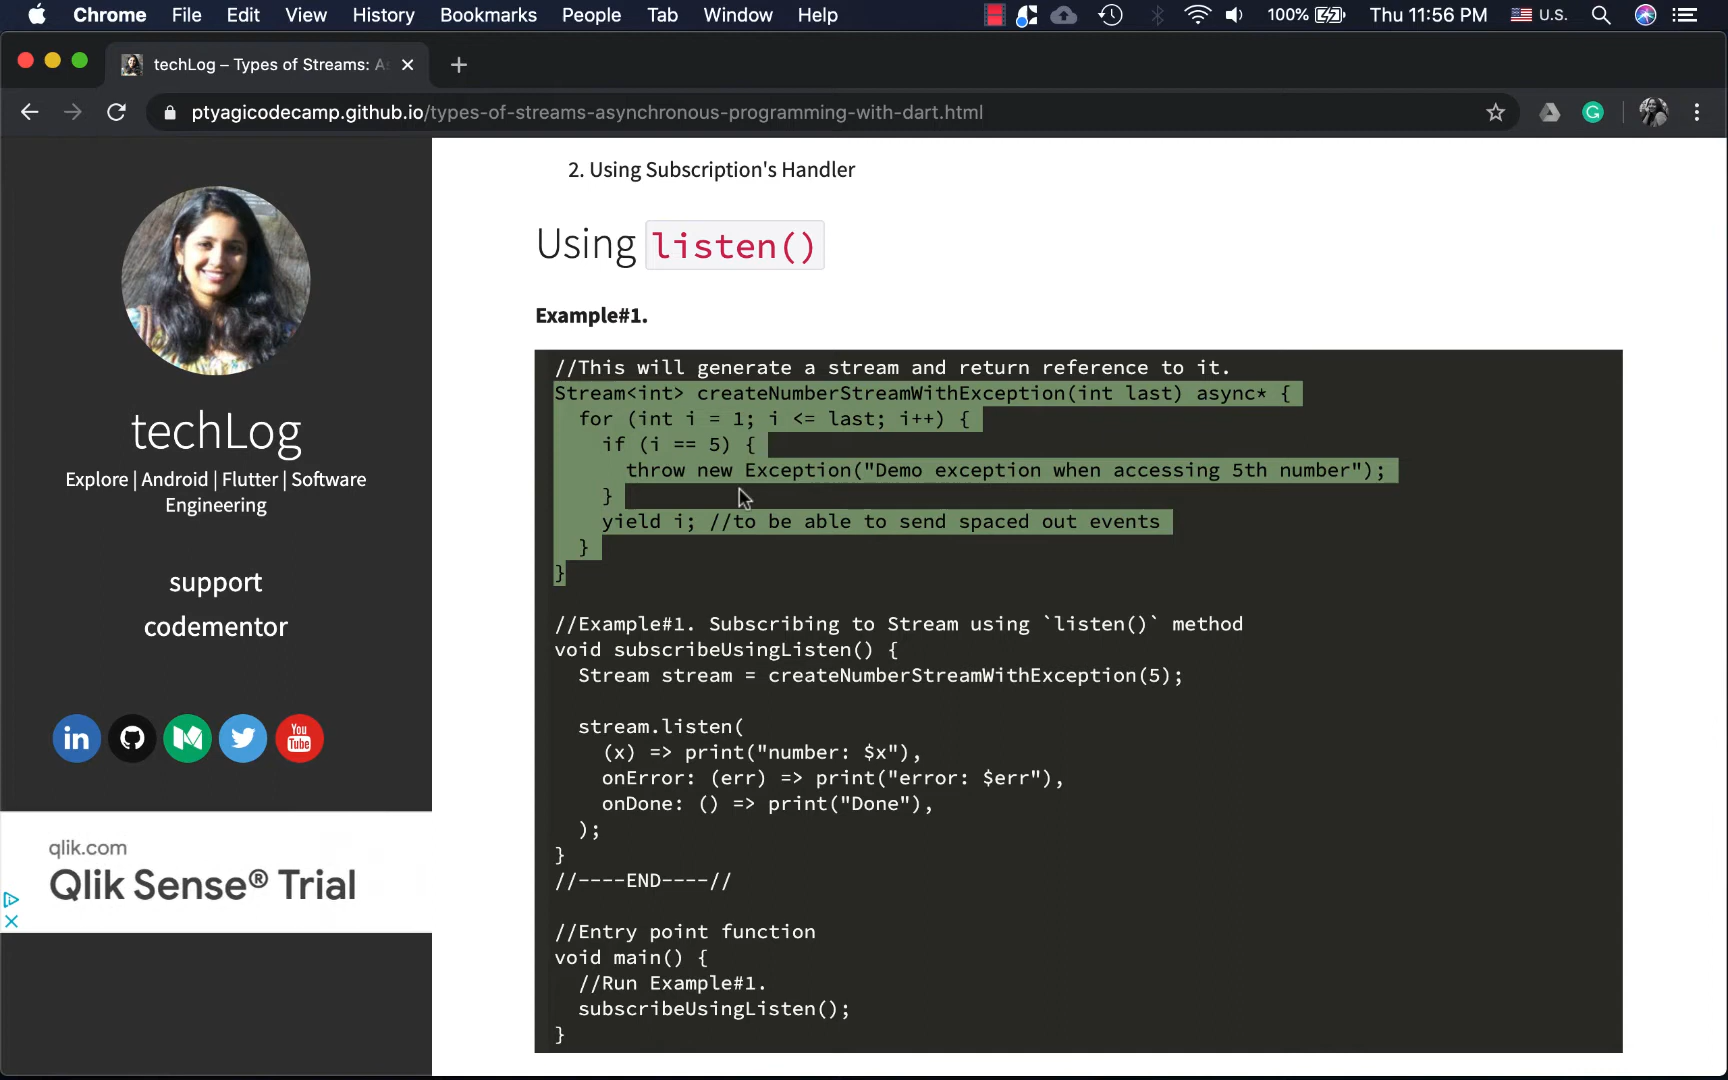 Chrome File Edit View History Bookmarks People Tab Window Help 100% Thu 11:56 PM U.S.
techLog – Types of Streams: As
ptyagicodecamp.github.io/types-of-streams-asynchronous-programming-with-dart.html
techLog
Explore | Android | Flutter | Software
Engineering
support
codementor
in
You
Tube
qlik.com
Qlik Sense® Trial
2. Using Subscription's Handler
Using listen()
Example#1.
//This will generate a stream and return reference to it.
Stream<int> createNumberStreamWithException(int last) async* {
  for (int i = 1; i <= last; i++) {
    if (i == 5) {
      throw new Exception("Demo exception when accessing 5th number");
    }
    yield i; //to be able to send spaced out events
  }
}
//Example#1. Subscribing to Stream using `listen()` method
void subscribeUsingListen() {
  Stream stream = createNumberStreamWithException(5);
  stream.listen(
    (x) => print("number: $x"),
    onError: (err) => print("error: $err"),
    onDone: () => print("Done"),
  );
}
//----END----//
//Entry point function
void main() {
  //Run Example#1.
  subscribeUsingListen();
}